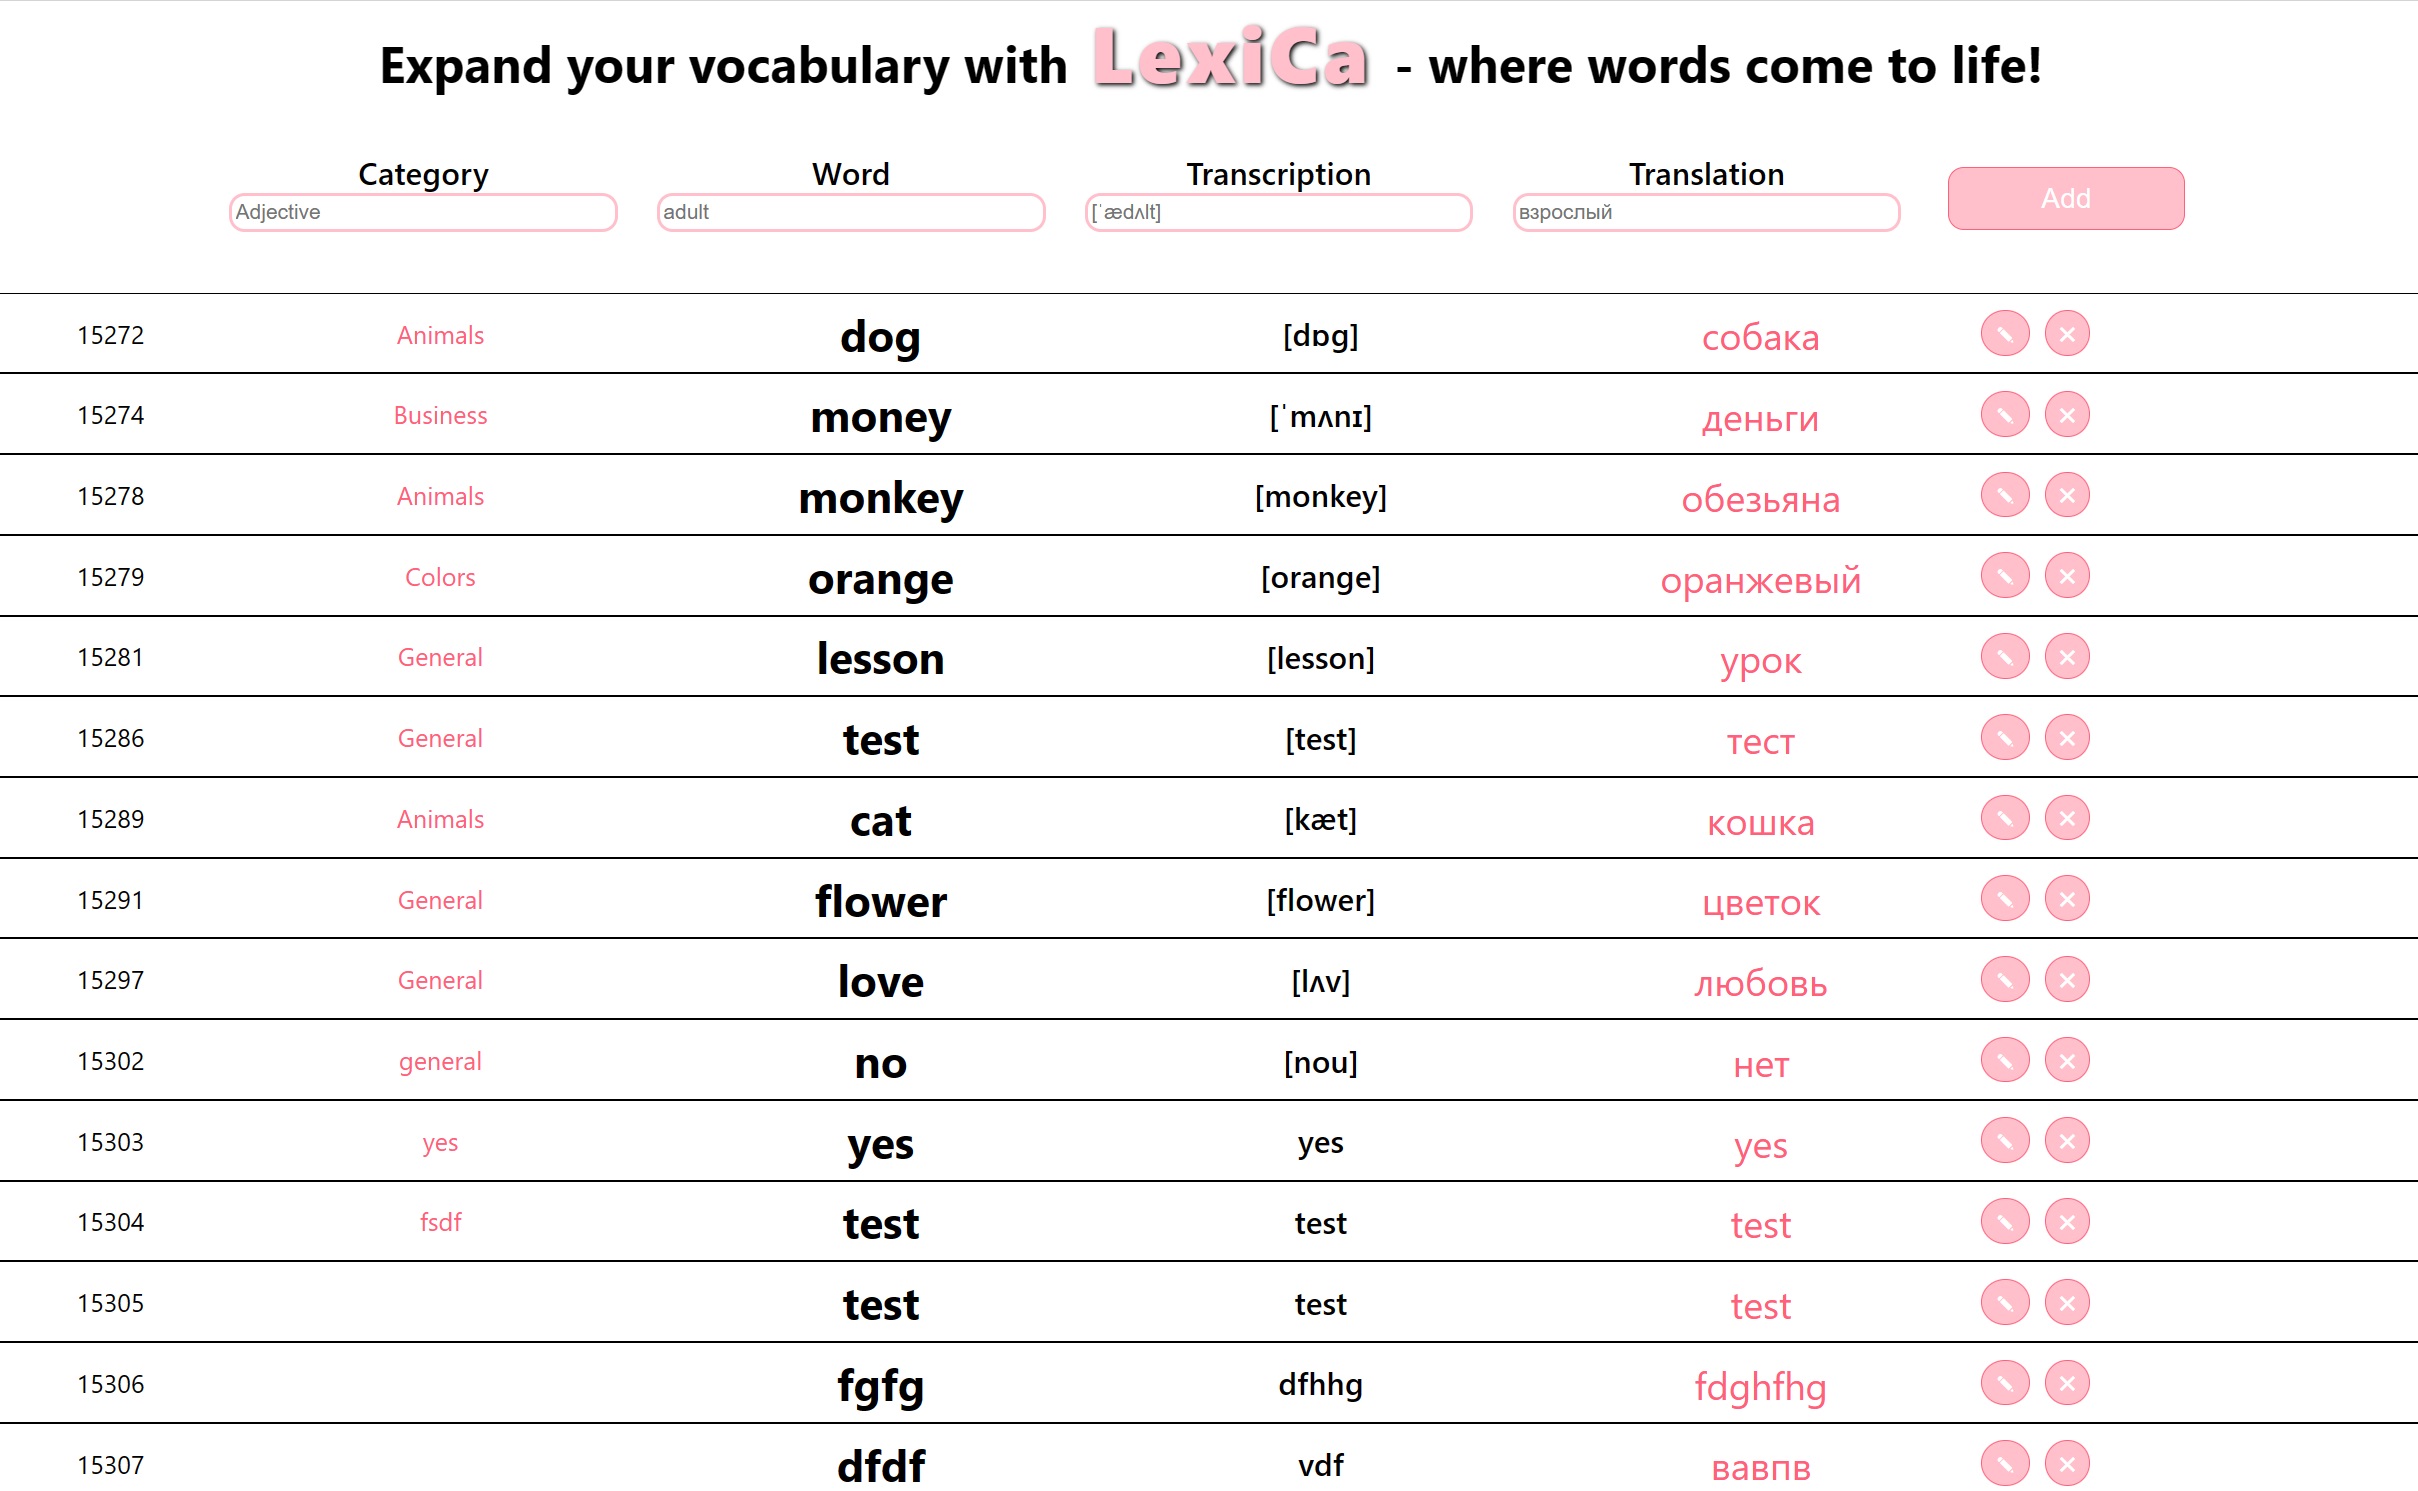 Expand your vocabulary with LexiCa - where words come to life!
Category Word Transcription Translation
Adjective adult [ˈædʌlt] взрослый Add
15272 Animals dog [dɒg] собака
15274 Business money [ˈmʌnɪ] деньги
15278 Animals monkey [monkey] обезьяна
15279 Colors orange [orange] оранжевый
15281 General lesson [lesson] урок
15286 General test [test] тест
15289 Animals cat [kæt] кошка
15291 General flower [flower] цветок
15297 General love [lʌv] любовь
15302 general no [nou] нет
15303 yes yes yes yes
15304 fsdf test test test
15305 test test test
15306 fgfg dfhhg fdghfhg
15307 dfdf vdf вавпв